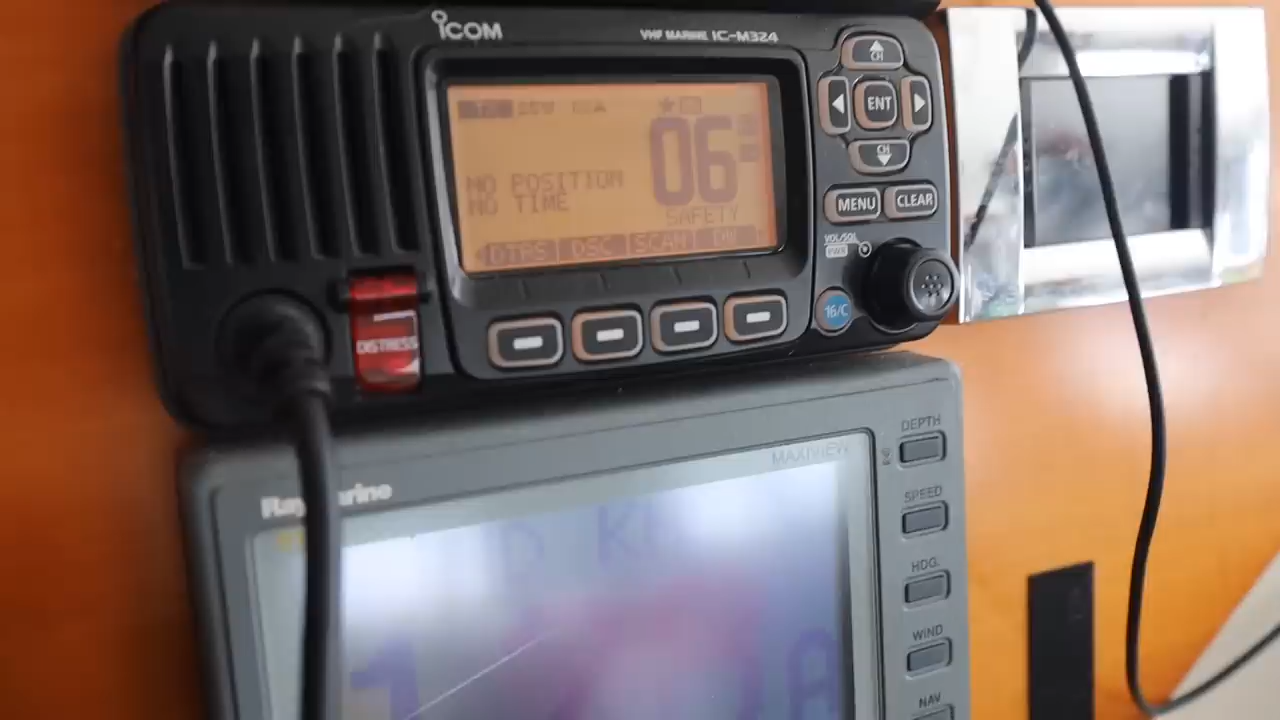 ICOM
VHF MARINE IC-M324
CH
ENT
CH
06
NO POSITION
NO TIME
SAFETY
DTRS DSC SCAN DW
MENU CLEAR
VOL/SQL
PWR
16/C
DISTRESS
DEPTH
MAXIVIEW
SPEED
HDG.
WIND
NAV